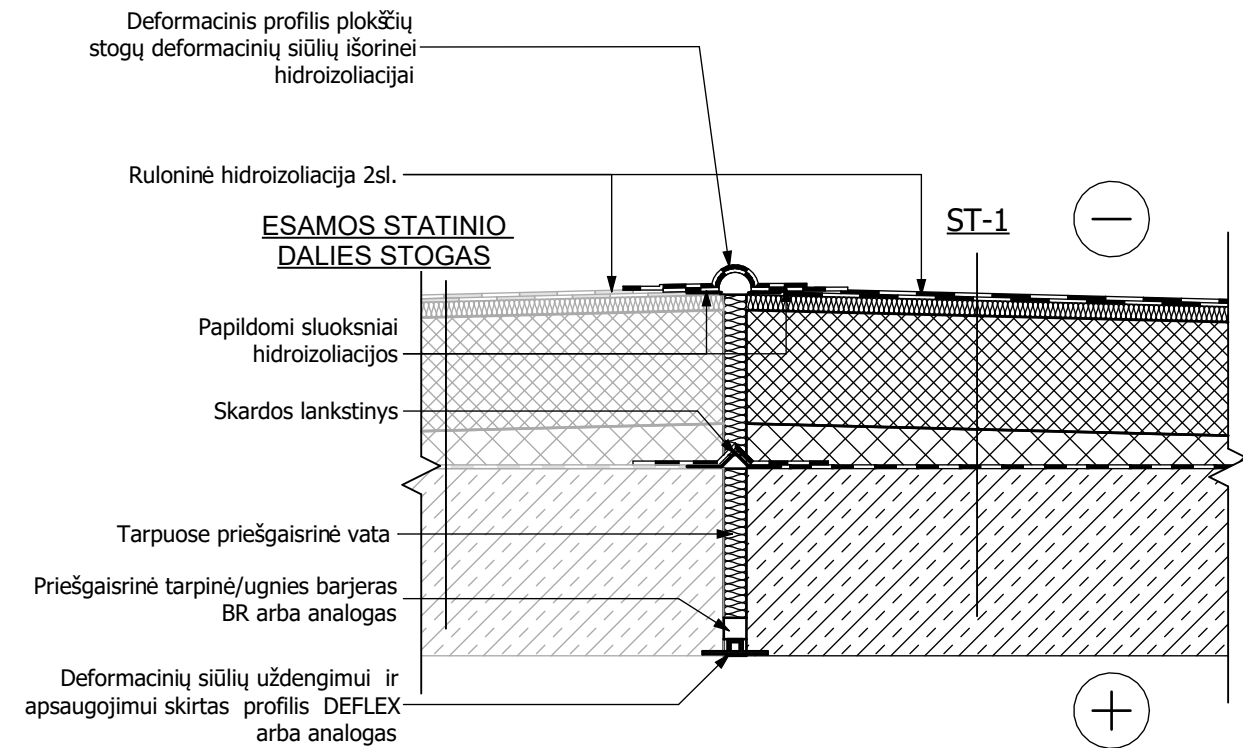 Deformacinis profilis plokščių
stogų deformacinių siūlių išorinei
hidroizoliacijai
Ruloninė hidroizoliacija 2sl.
ESAMOS STATINIO
DALIES STOGAS
ST-1
Papildomi sluoksniai
hidroizoliacijos
Skardos lankstinys
Tarpuose priešgaisrinė vata
Priešgaisrinė tarpinė/ugnies barjeras
BR arba analogas
Deformacinių siūlių uždengimui ir
apsaugojimui skirtas profilis DEFLEX
arba analogas